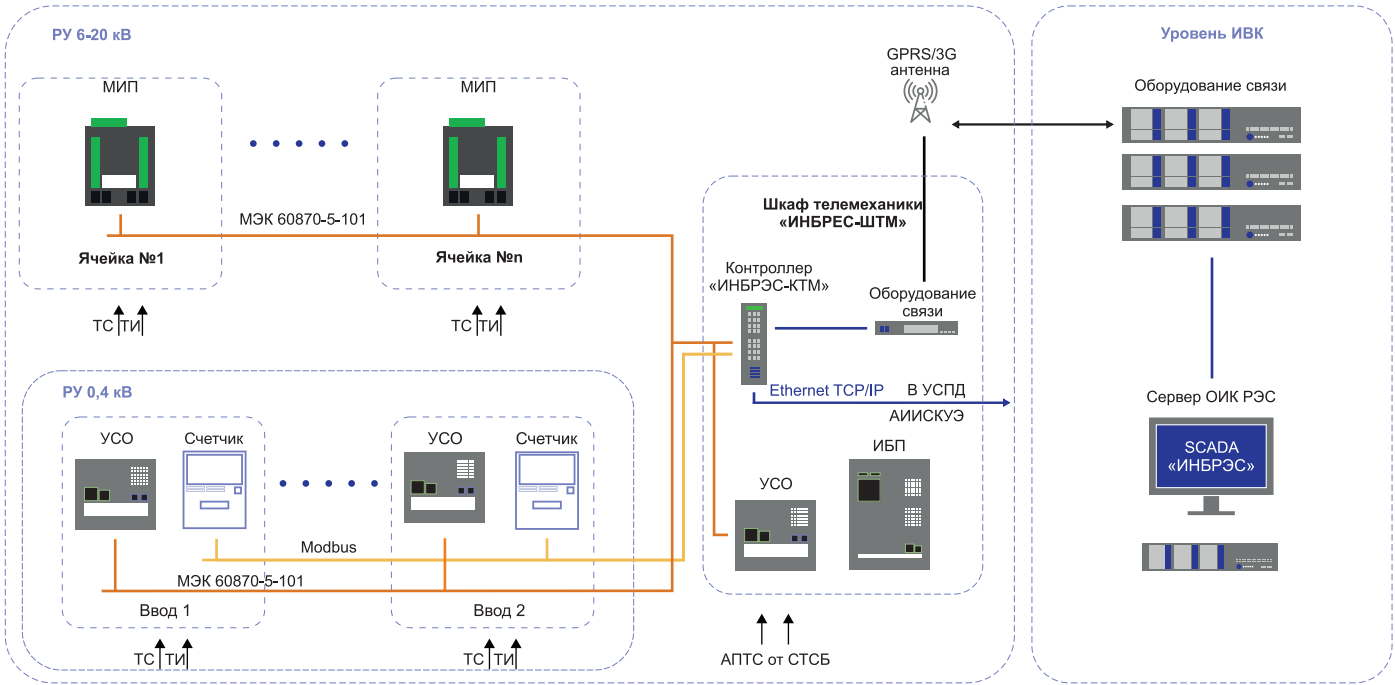 РУ 6-20 кВ
МИП
МИП
МЭК 60870-5-101
Ячейка №1
Ячейка №n
ТС ТИ
ТС ТИ
РУ 0,4 кВ
УСО
Счетчик
УСО
Счетчик
Modbus
МЭК 60870-5-101
Ввод 1
Ввод 2
ТС ТИ
ТС ТИ
GPRS/3G
антенна
Шкаф телемеханики
«ИНБРЕС-ШТМ»
Контроллер
«ИНБРЭС-КТМ»
Оборудование
связи
Ethernet TCP/IP В УСПД
АИИСКУЭ
ИБП
УСО
АПТС от СТСБ
Уровень ИВК
Оборудование связи
Сервер ОИК РЭС
SCADA
«ИНБРЭС»